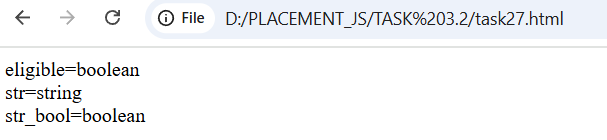 File D:/PLACEMENT_JS/TASK%203.2/task27.html
eligible=boolean
str=string
str_bool=boolean